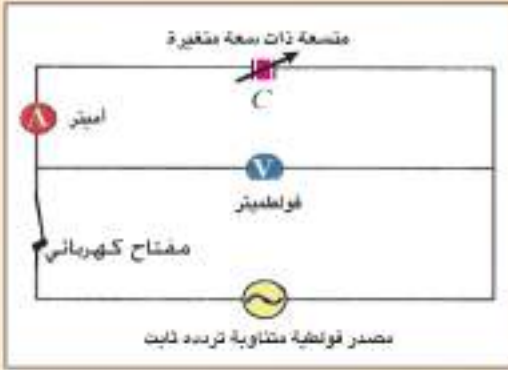 متسعة ذات سعة متغيرة
C
A
اميتر
V
فولطميتر
مفتاح كهربائي
مصدر فولطية متناوبة تردده ثابت